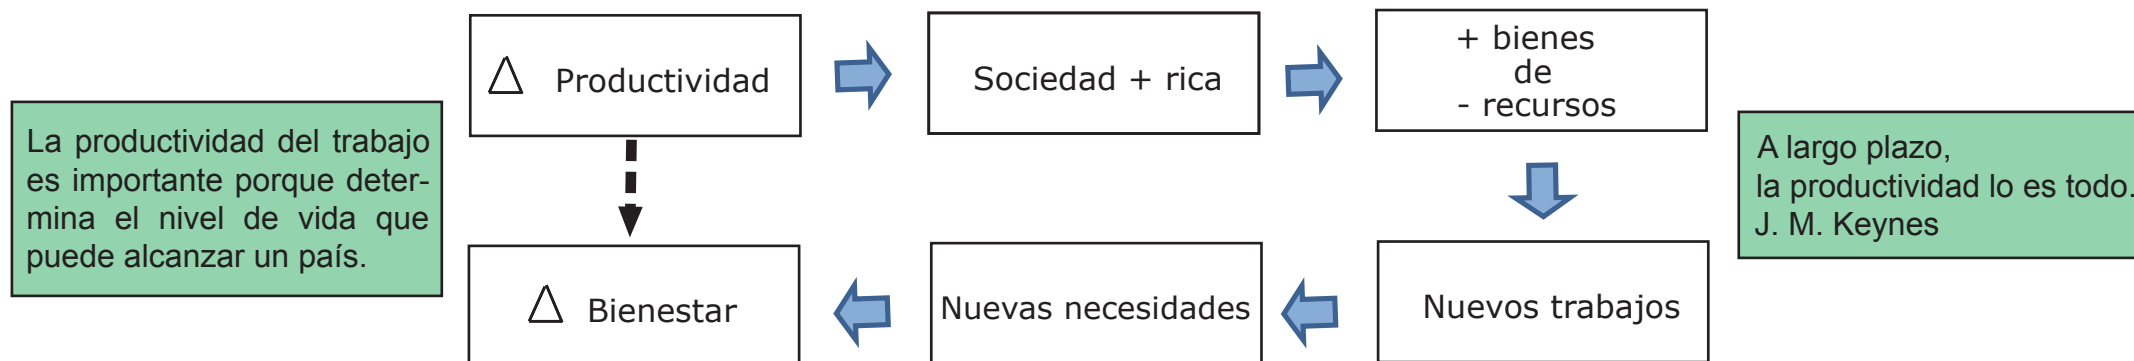 La productividad del trabajo
es importante porque deter-
mina el nivel de vida que
puede alcanzar un país.
△ Productividad
Sociedad + rica
+ bienes
de
- recursos
Nuevos trabajos
Nuevas necesidades
△ Bienestar
A largo plazo,
la productividad lo es todo.
J. M. Keynes